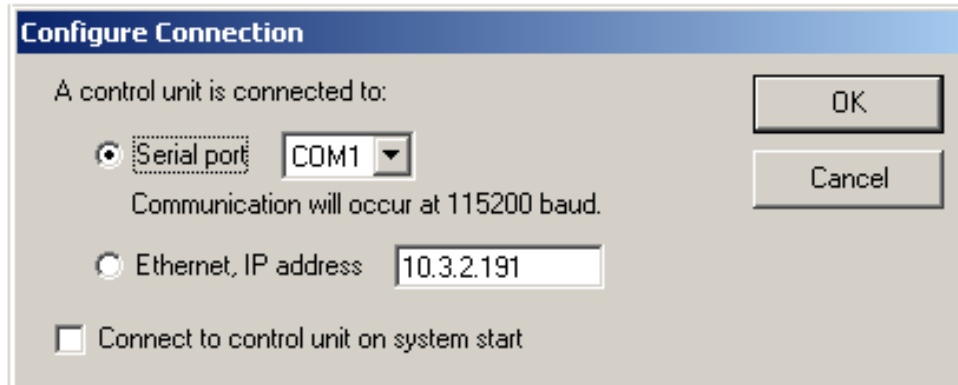 Configure Connection
A control unit is connected to:
OK
Serial port COM1
Cancel
Communication will occur at 115200 baud.
Ethernet, IP address 10.3.2.191
Connect to control unit on system start